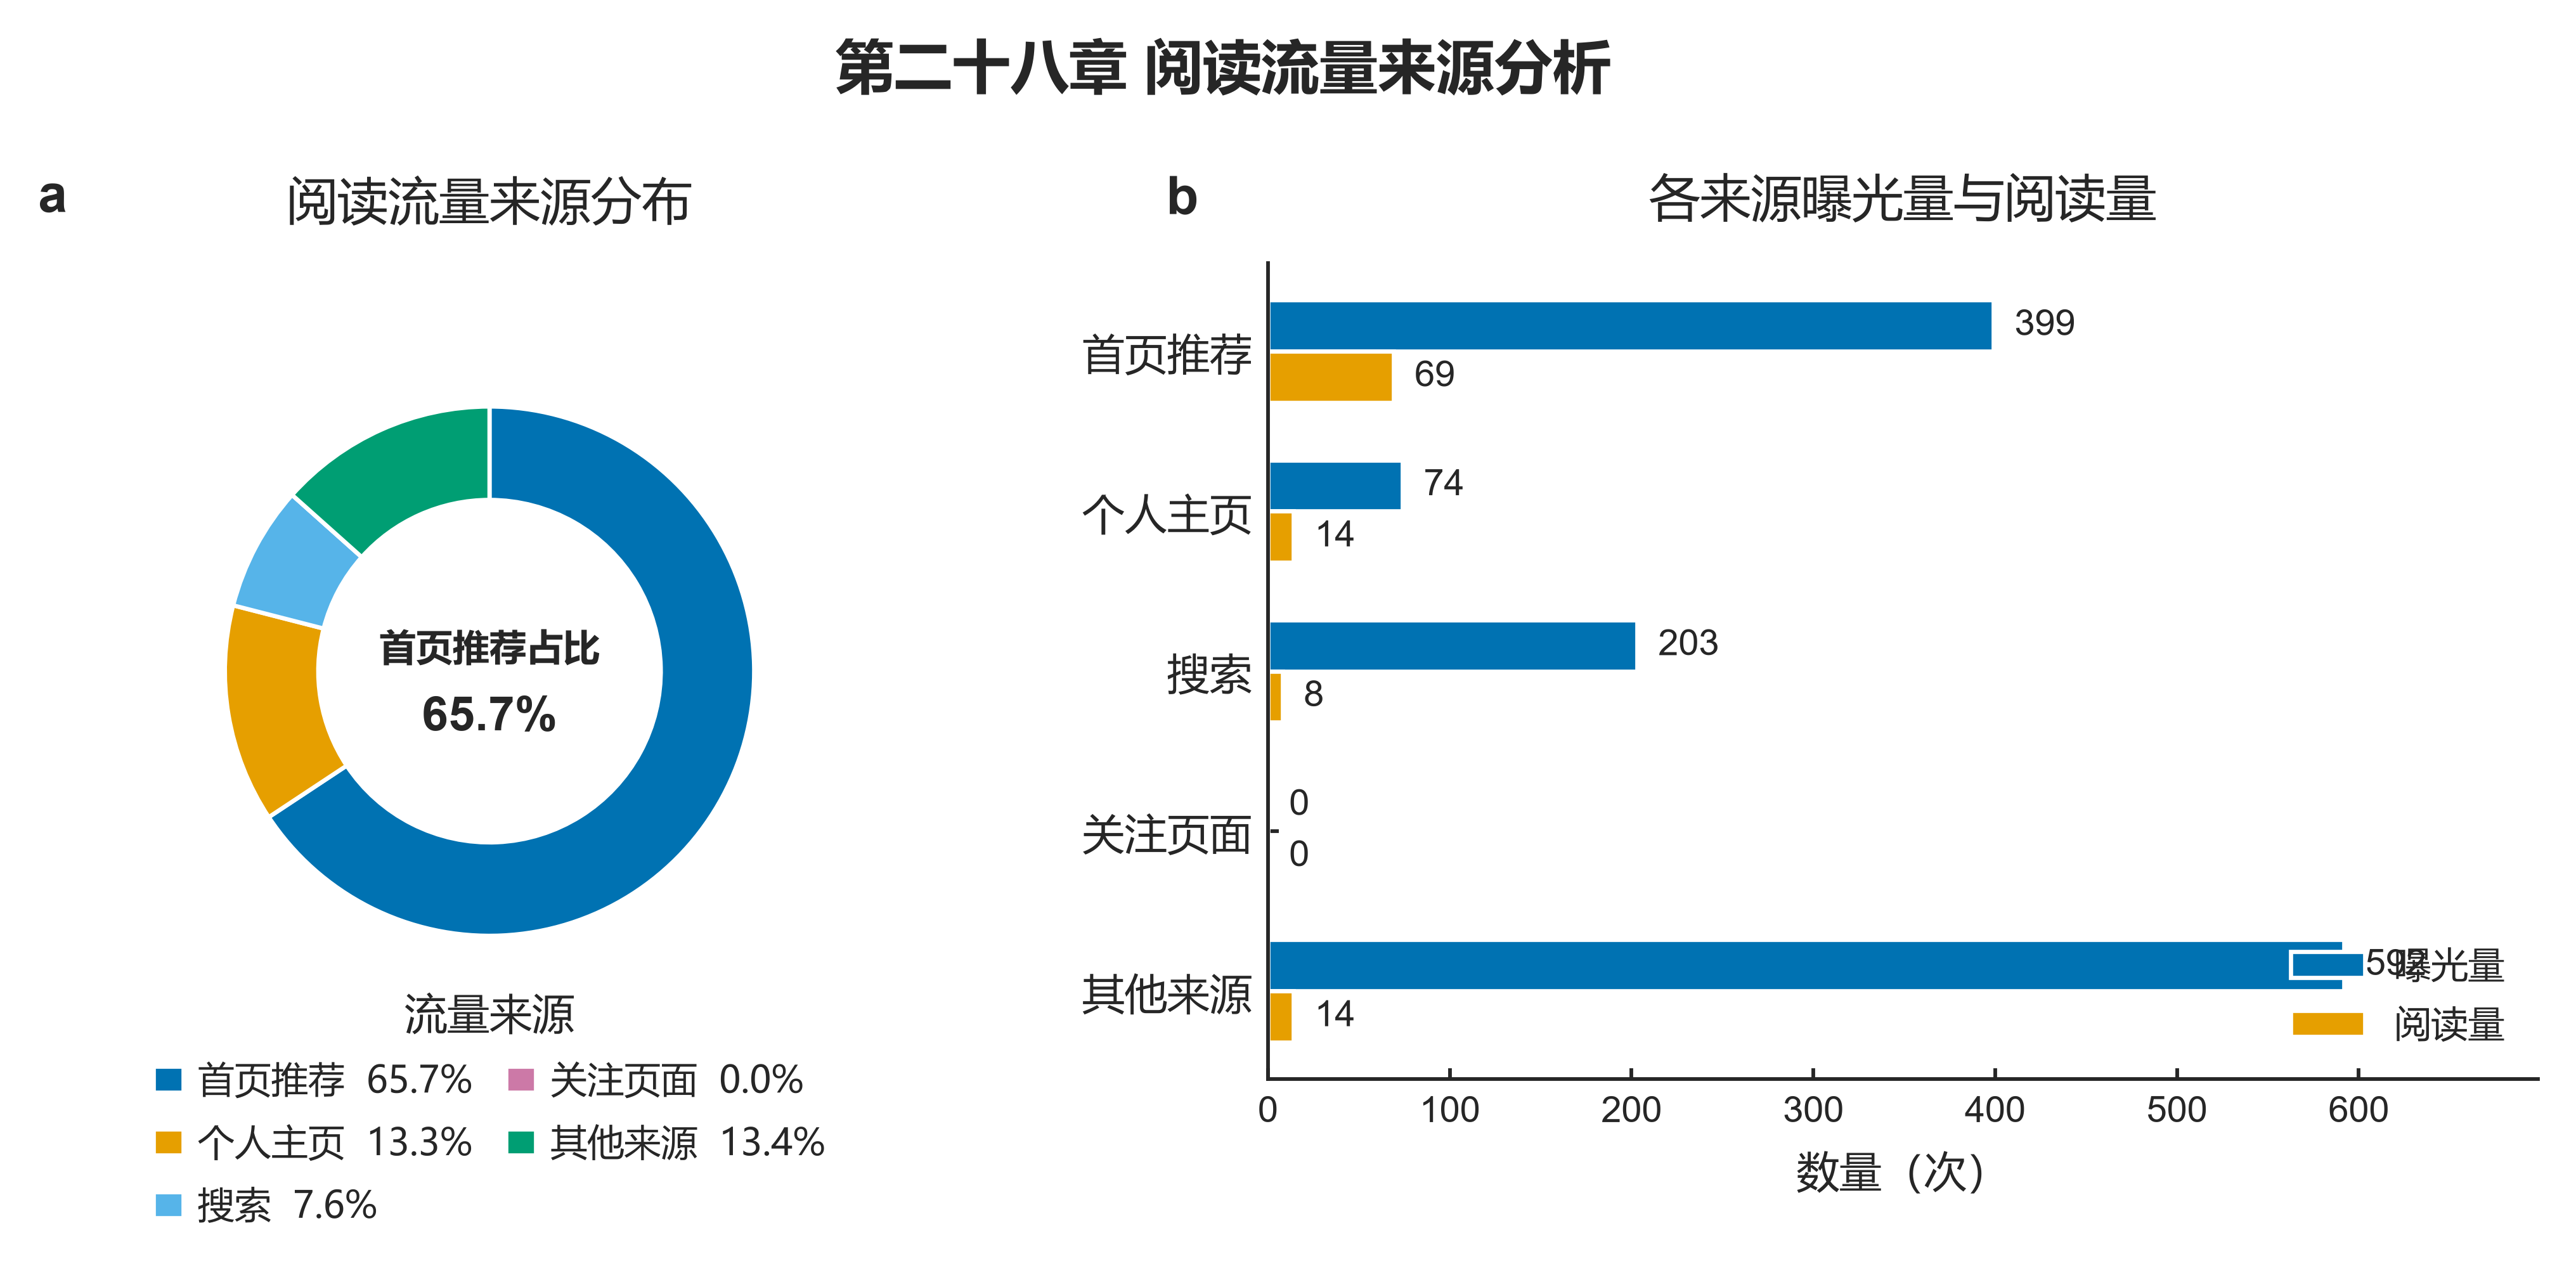 第二十八章 阅读流量来源分析
a
阅读流量来源分布
首页推荐占比
65.7%
流量来源
首页推荐 65.7%
个人主页 13.3%
搜索 7.6%
关注页面 0.0%
其他来源 13.4%
b
各来源曝光量与阅读量
首页推荐
399
69
个人主页
74
14
搜索
203
8
关注页面
0
0
其他来源
14
曝光量
阅读量
0 100 200 300 400 500 600
数量（次）